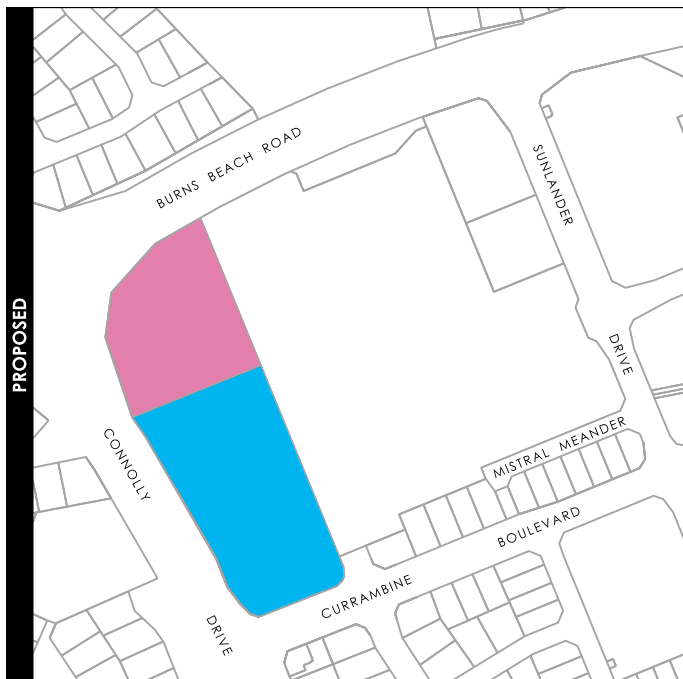 PROPOSED
BURNS BEACH ROAD
SUNLANDER
DRIVE
CONNOLLY
DRIVE
MISTRAL MEANDER
CURRAMBINE
BOULEVARD